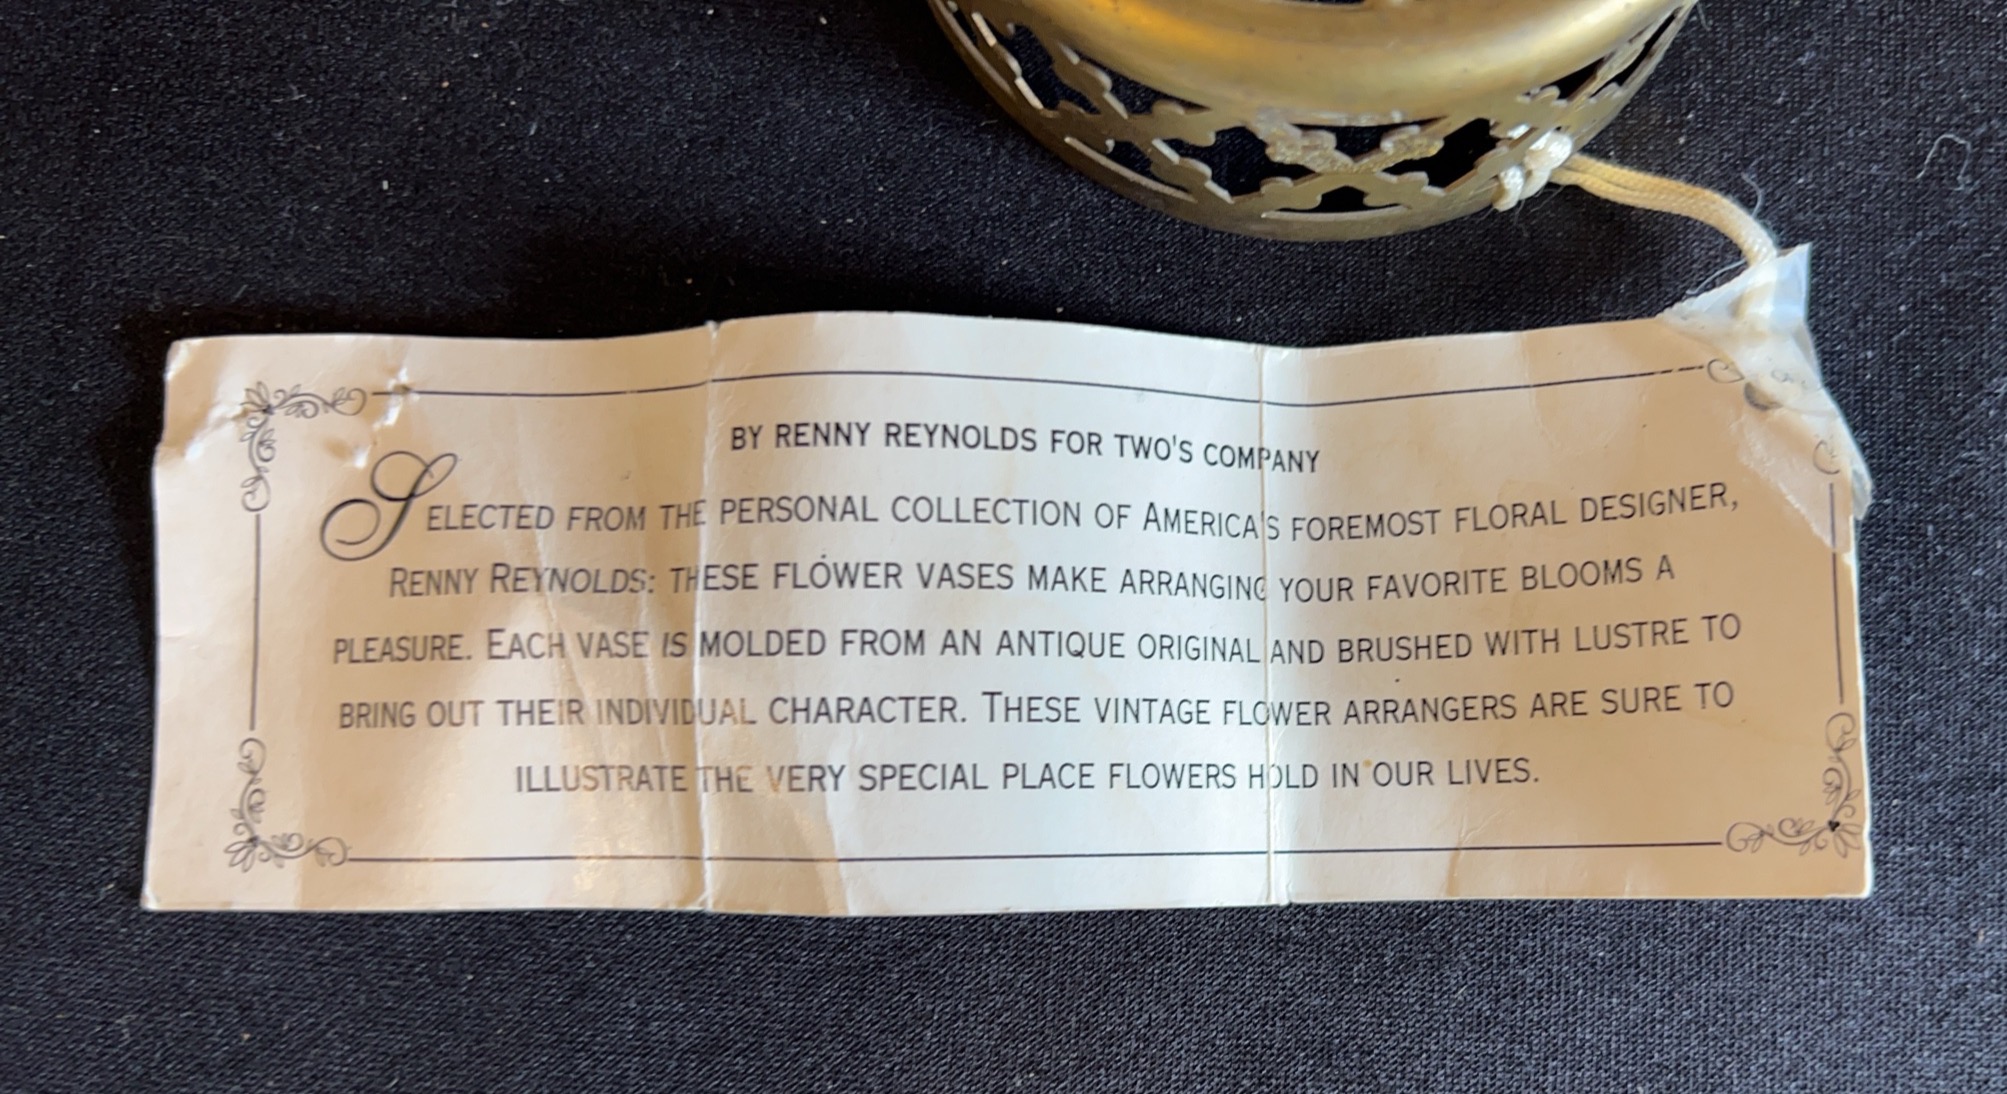 BY RENNY REYNOLDS FOR TWO'S COMPANY
SELECTED FROM THE PERSONAL COLLECTION OF AMERICA'S FOREMOST FLORAL DESIGNER,
RENNY REYNOLDS: THESE FLOWER VASES MAKE ARRANGING YOUR FAVORITE BLOOMS A
PLEASURE. EACH VASE IS MOLDED FROM AN ANTIQUE ORIGINAL AND BRUSHED WITH LUSTRE TO
BRING OUT THEIR INDIVIDUAL CHARACTER. THESE VINTAGE FLOWER ARRANGERS ARE SURE TO
ILLUSTRATE THE VERY SPECIAL PLACE FLOWERS HOLD IN OUR LIVES.